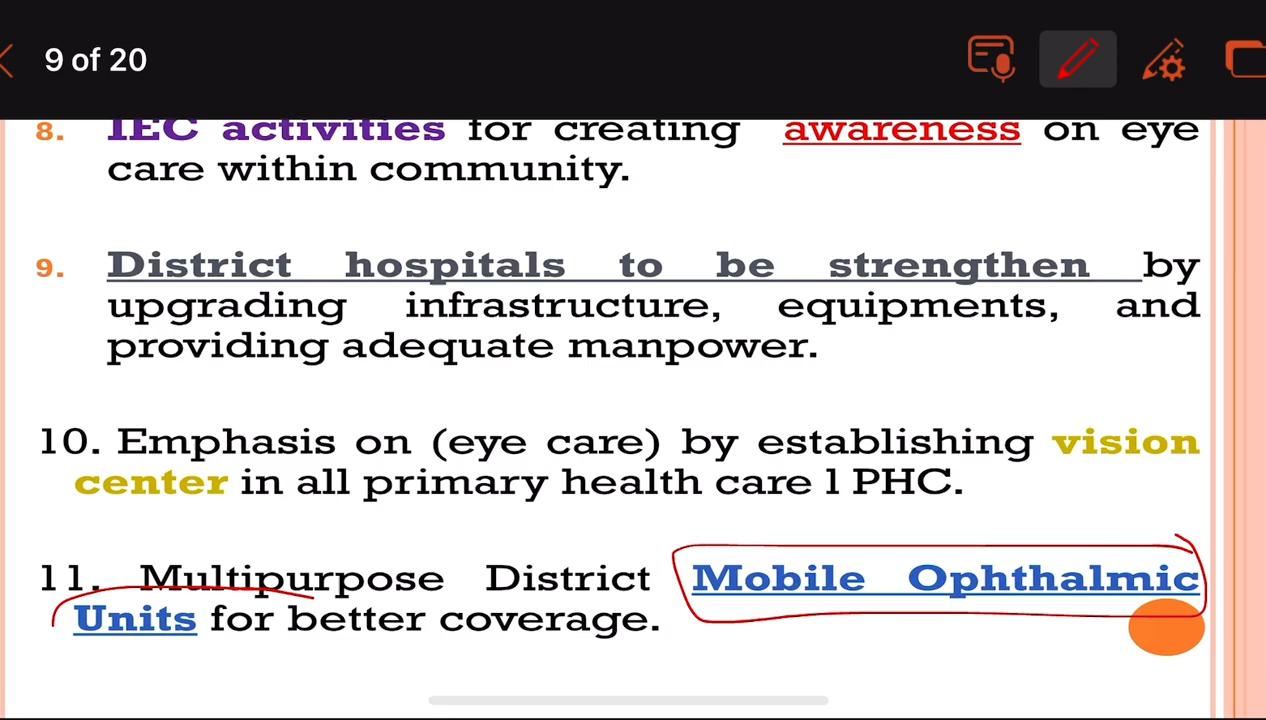 9 of 20
8. IEC activities for creating awareness on eye
care within community.
9. District hospitals to be strengthen by
upgrading infrastructure, equipments, and
providing adequate manpower.
10. Emphasis on (eye care) by establishing vision
center in all primary health care l PHC.
11. Multipurpose District Mobile Ophthalmic
Units for better coverage.